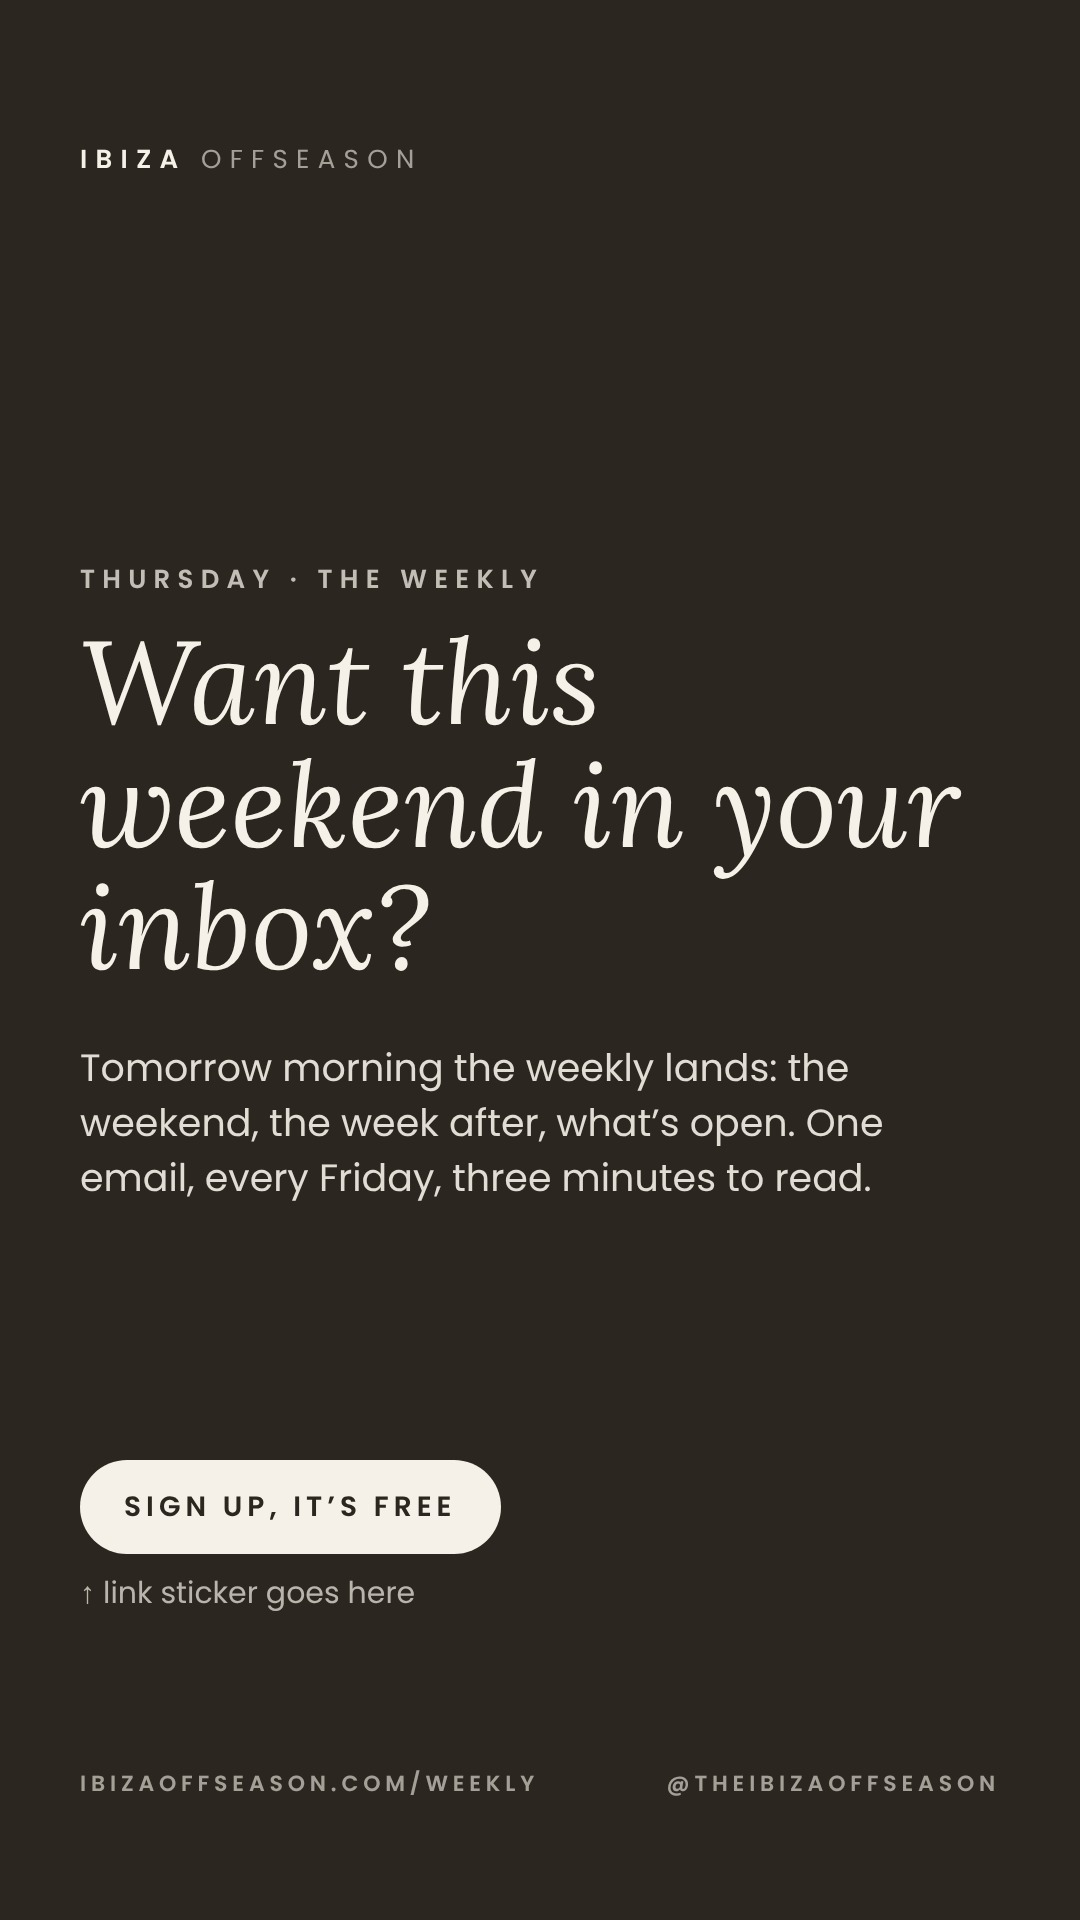 IBIZA OFFSEASON
THURSDAY · THE WEEKLY
Want this
weekend in your
inbox?
Tomorrow morning the weekly lands: the
weekend, the week after, what’s open. One
email, every Friday, three minutes to read.
SIGN UP, IT’S FREE
↑ link sticker goes here
IBIZAOFFSEASON.COM/WEEKLY @THEIBIZAOFFSEASON